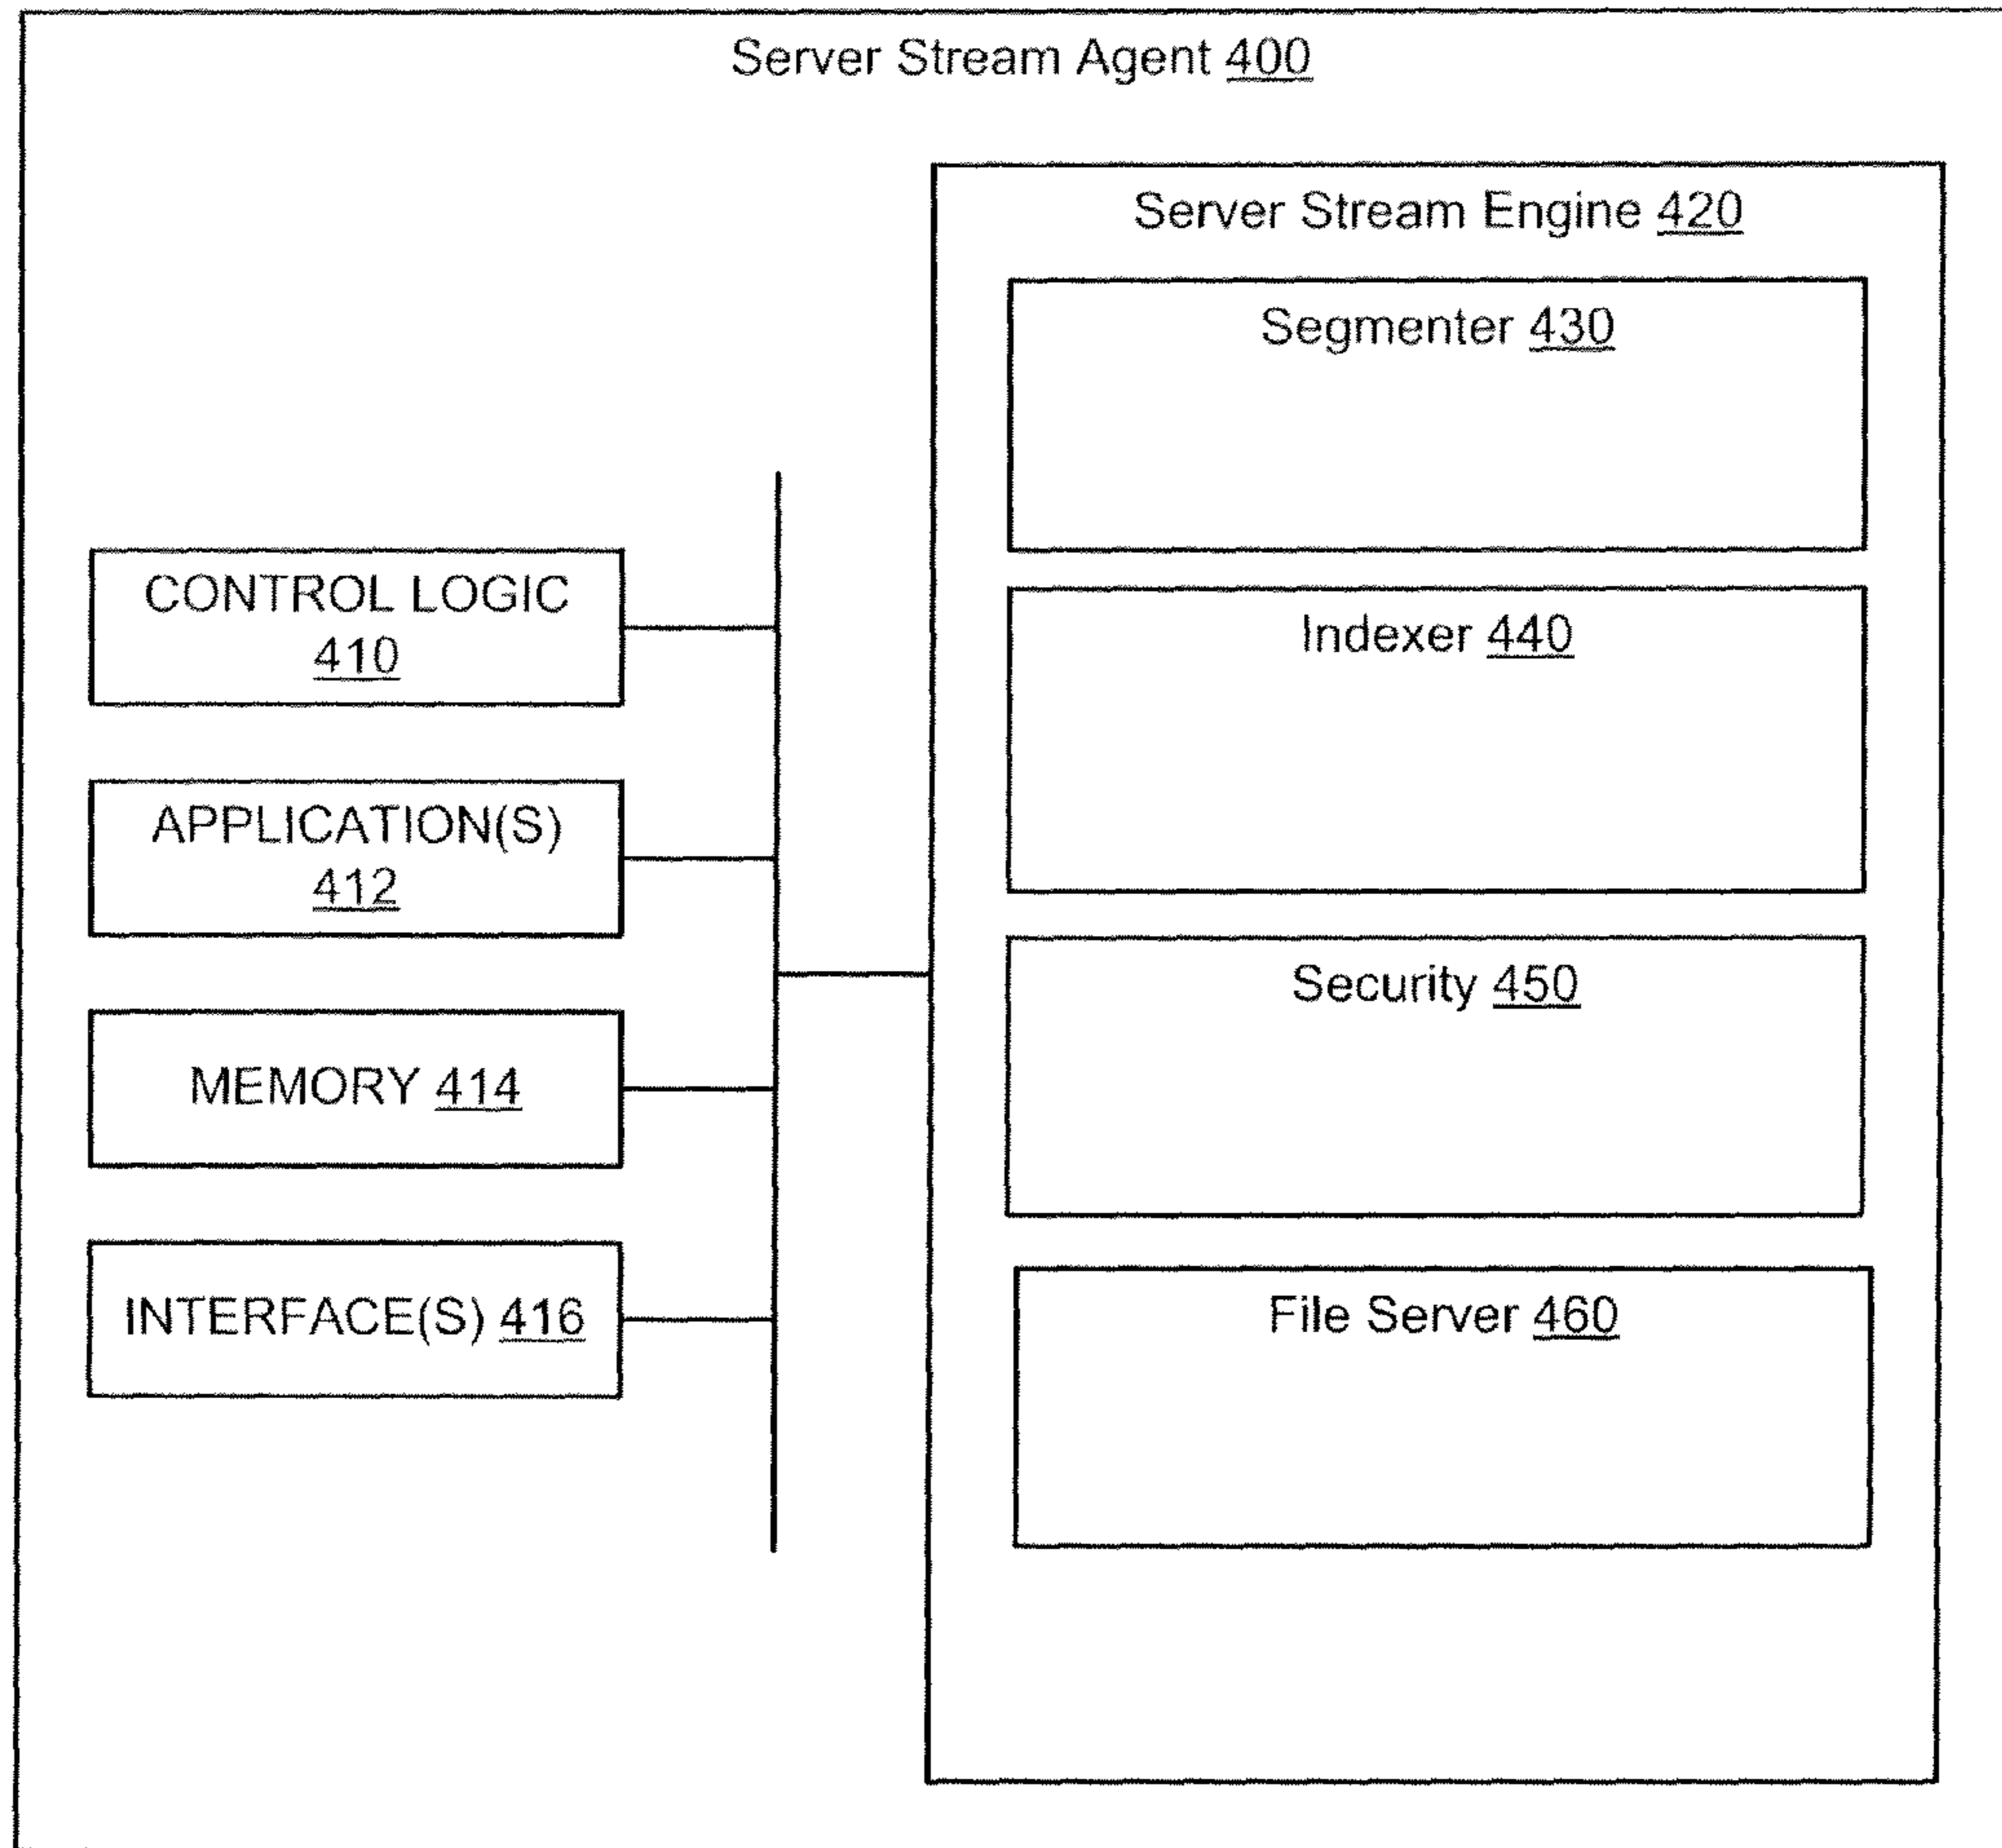 Server Stream Agent 400
Server Stream Engine 420
Segmenter 430
Indexer 440
Security 450
File Server 460
CONTROL LOGIC
410
APPLICATION(S)
412
MEMORY 414
INTERFACE(S) 416